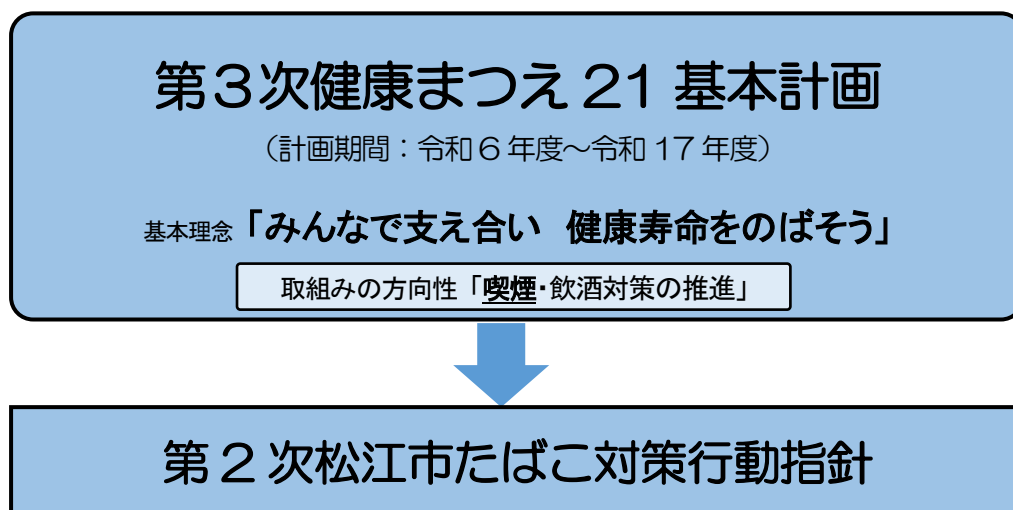 第3次健康まつえ 21 基本計画
（計画期間：令和 6 年度～令和 17 年度）
基本理念「みんなで支え合い　健康寿命をのばそう」
取組みの方向性「喫煙・飲酒対策の推進」
第 2 次松江市たばこ対策行動指針